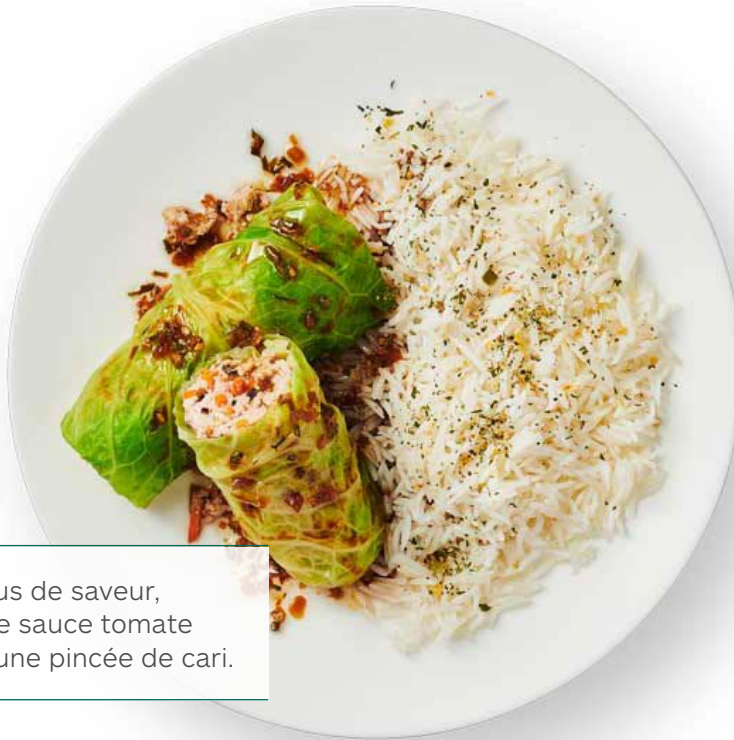 us de saveur,
e sauce tomate
une pincée de cari.